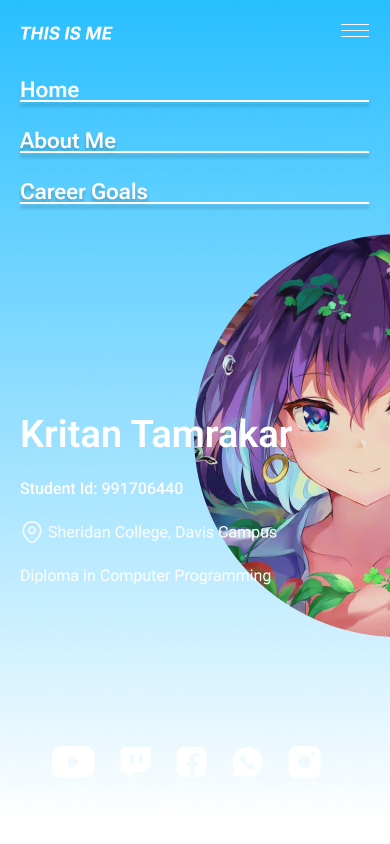 THIS IS ME
Home
About Me
Career Goals
Kritan Tamrakar
Student Id: 991706440
Sheridan College, Davis Campus
Diploma in Computer Programming